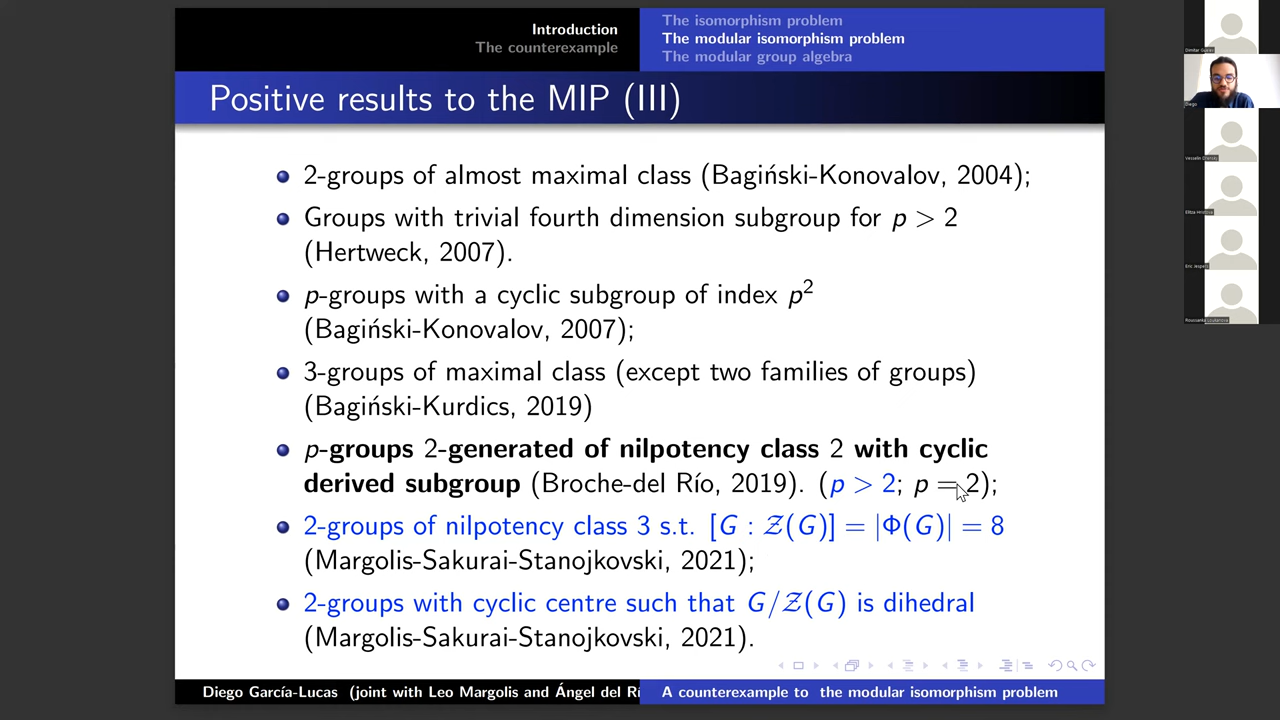 Introduction
The counterexample
The isomorphism problem
The modular isomorphism problem
The modular group algebra
Positive results to the MIP (III)
2-groups of almost maximal class (Bagiński-Konovalov, 2004);
Groups with trivial fourth dimension subgroup for p > 2
(Hertweck, 2007).
p-groups with a cyclic subgroup of index p²
(Bagiński-Konovalov, 2007);
3-groups of maximal class (except two families of groups)
(Bagiński-Kurdics, 2019)
p-groups 2-generated of nilpotency class 2 with cyclic
derived subgroup (Broche-del Río, 2019). (p > 2; p = 2);
2-groups of nilpotency class 3 s.t. [G : Z(G)] = |Φ(G)| = 8
(Margolis-Sakurai-Stanojkovski, 2021);
2-groups with cyclic centre such that G/Z(G) is dihedral
(Margolis-Sakurai-Stanojkovski, 2021).
Diego García-Lucas (joint with Leo Margolis and Ángel del Rí
A counterexample to the modular isomorphism problem
Diego